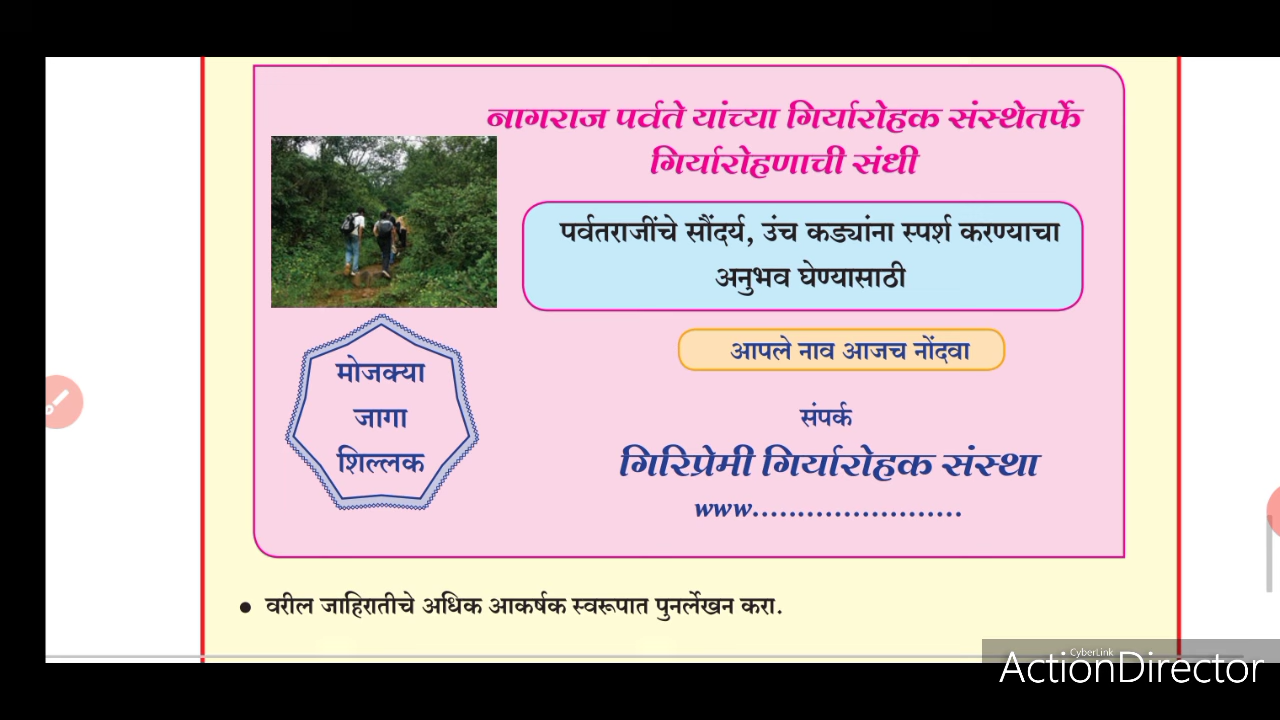 नागराज पर्वते यांच्या गिर्यारोहक संस्थेतर्फे
गिर्यारोहणाची संधी
पर्वतराजींचे सौंदर्य, उंच कड्यांना स्पर्श करण्याचा
अनुभव घेण्यासाठी
आपले नाव आजच नोंदवा
मोजक्या
जागा
शिल्लक
संपर्क
गिरिप्रेमी गिर्यारोहक संस्था
www.......................
• वरील जाहिरातीचे अधिक आकर्षक स्वरूपात पुनर्लेखन करा.
CyberLink
ActionDirector